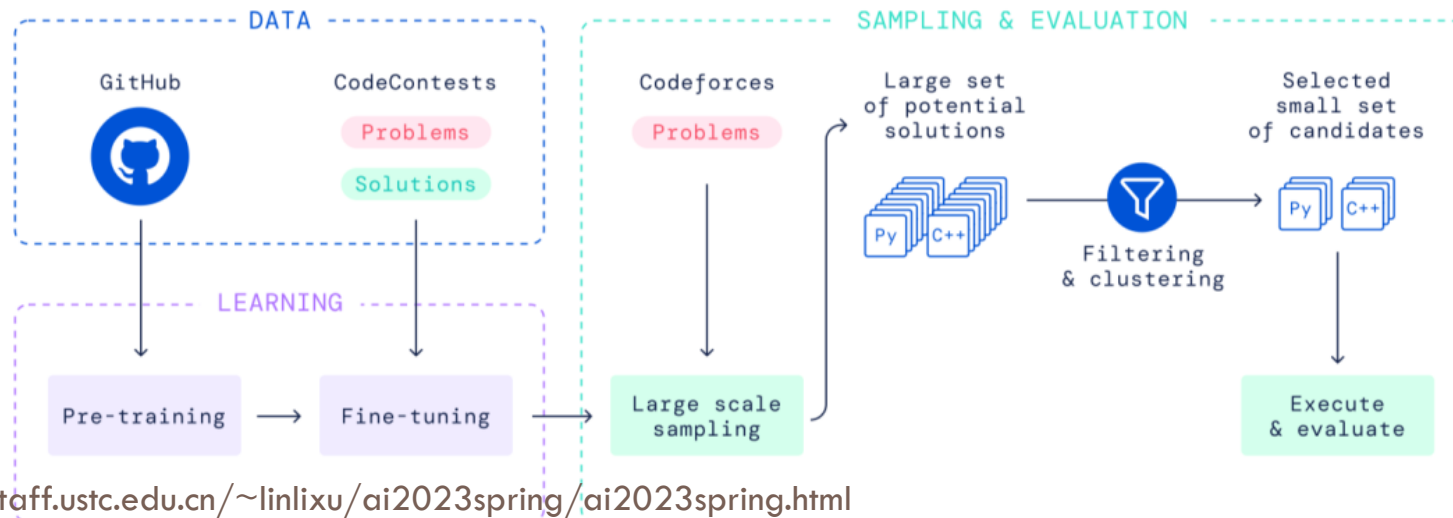 DATA
SAMPLING & EVALUATION
GitHub
CodeContests
Problems
Solutions
Codeforces
Problems
Large set
of potential
solutions
Py
C++
Filtering
& clustering
Selected
small set
of candidates
Py
C++
LEARNING
Pre-training
Fine-tuning
Large scale
sampling
Execute
& evaluate
taff.ustc.edu.cn/~linlixu/ai2023spring/ai2023spring.html